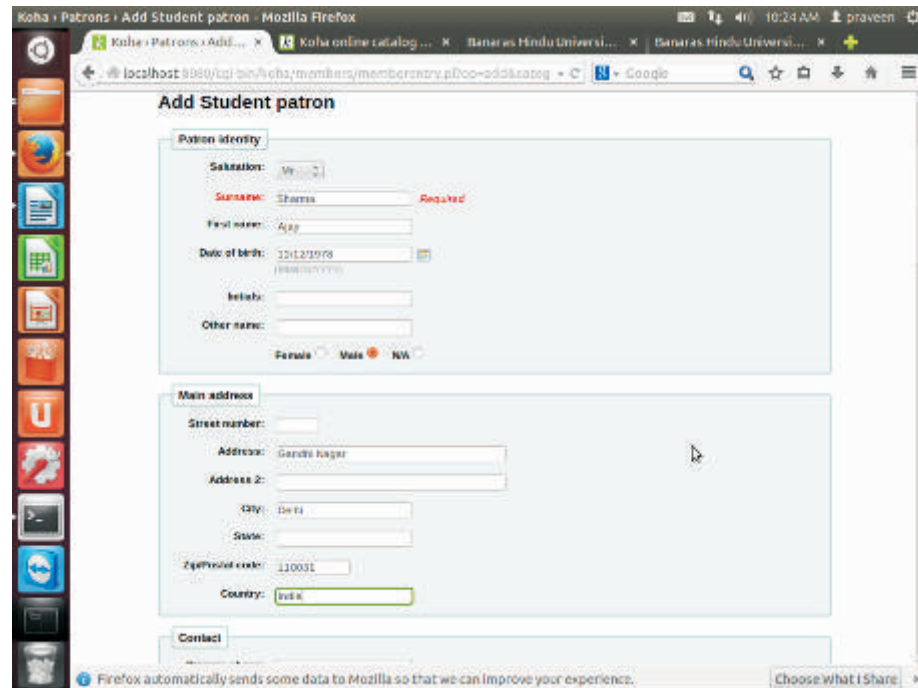 Koha › Patrons › Add Student patron - Mozilla Firefox 10:24 AM praveen
Koha › Patrons › Add... × Koha online catalog ... × Banaras Hindu Universi... × Banaras Hindu Universi... ×
Google
Add Student patron
Patron identity
Salutation: Mr
Surname: Sharma Required
First name: Ajay
Date of birth:
Initials:
Other name:
Female Male N/A
Main address
Street number:
Address: Gandhi Nagar
Address 2:
City: Delhi
State:
Zip/Postal code: 110031
Country: India
Contact
Firefox automatically sends some data to Mozilla so that we can improve your experience. Choose What I Share ×